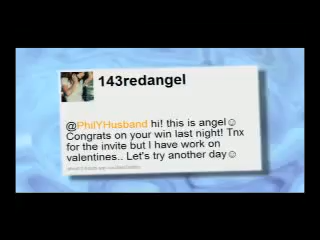 143redangel
@PhilYHusband hi! this is angel☺
Congrats on your win last night! Tnx
for the invite but I have work on
valentines.. Let's try another day☺